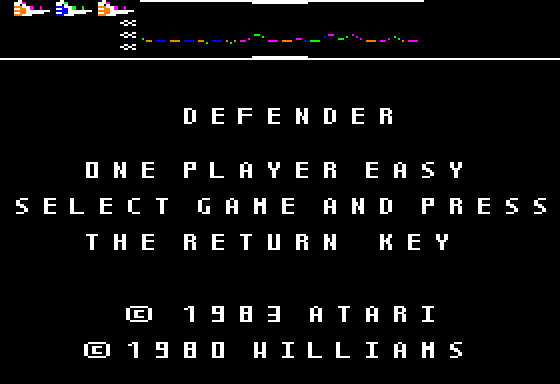 DEFENDER
ONE PLAYER EASY
SELECT GAME AND PRESS
THE RETURN KEY
© 1983 ATARI
© 1980 WILLIAMS